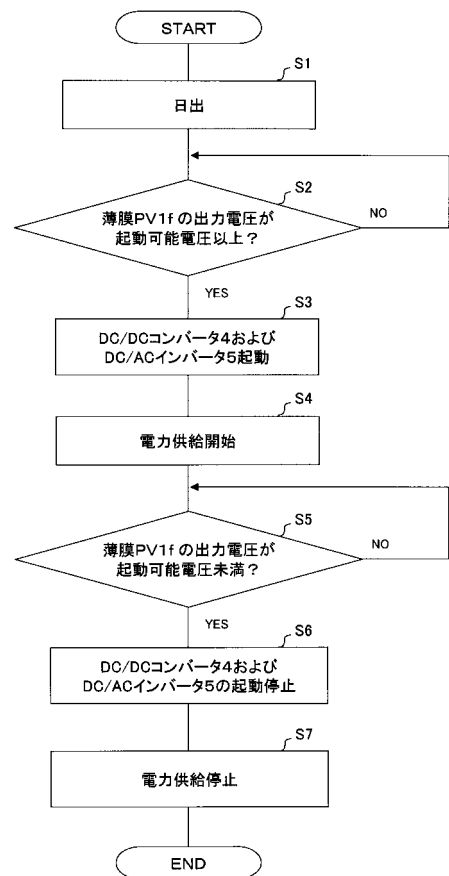 START
S1
日出
S2
薄膜PV1fの出力電圧が
起動可能電圧以上？
NO
YES
S3
DC/DCコンバータ4および
DC/ACインバータ5起動
S4
電力供給開始
S5
薄膜PV1fの出力電圧が
起動可能電圧未満？
NO
YES
S6
DC/DCコンバータ4および
DC/ACインバータ5の起動停止
S7
電力供給停止
END